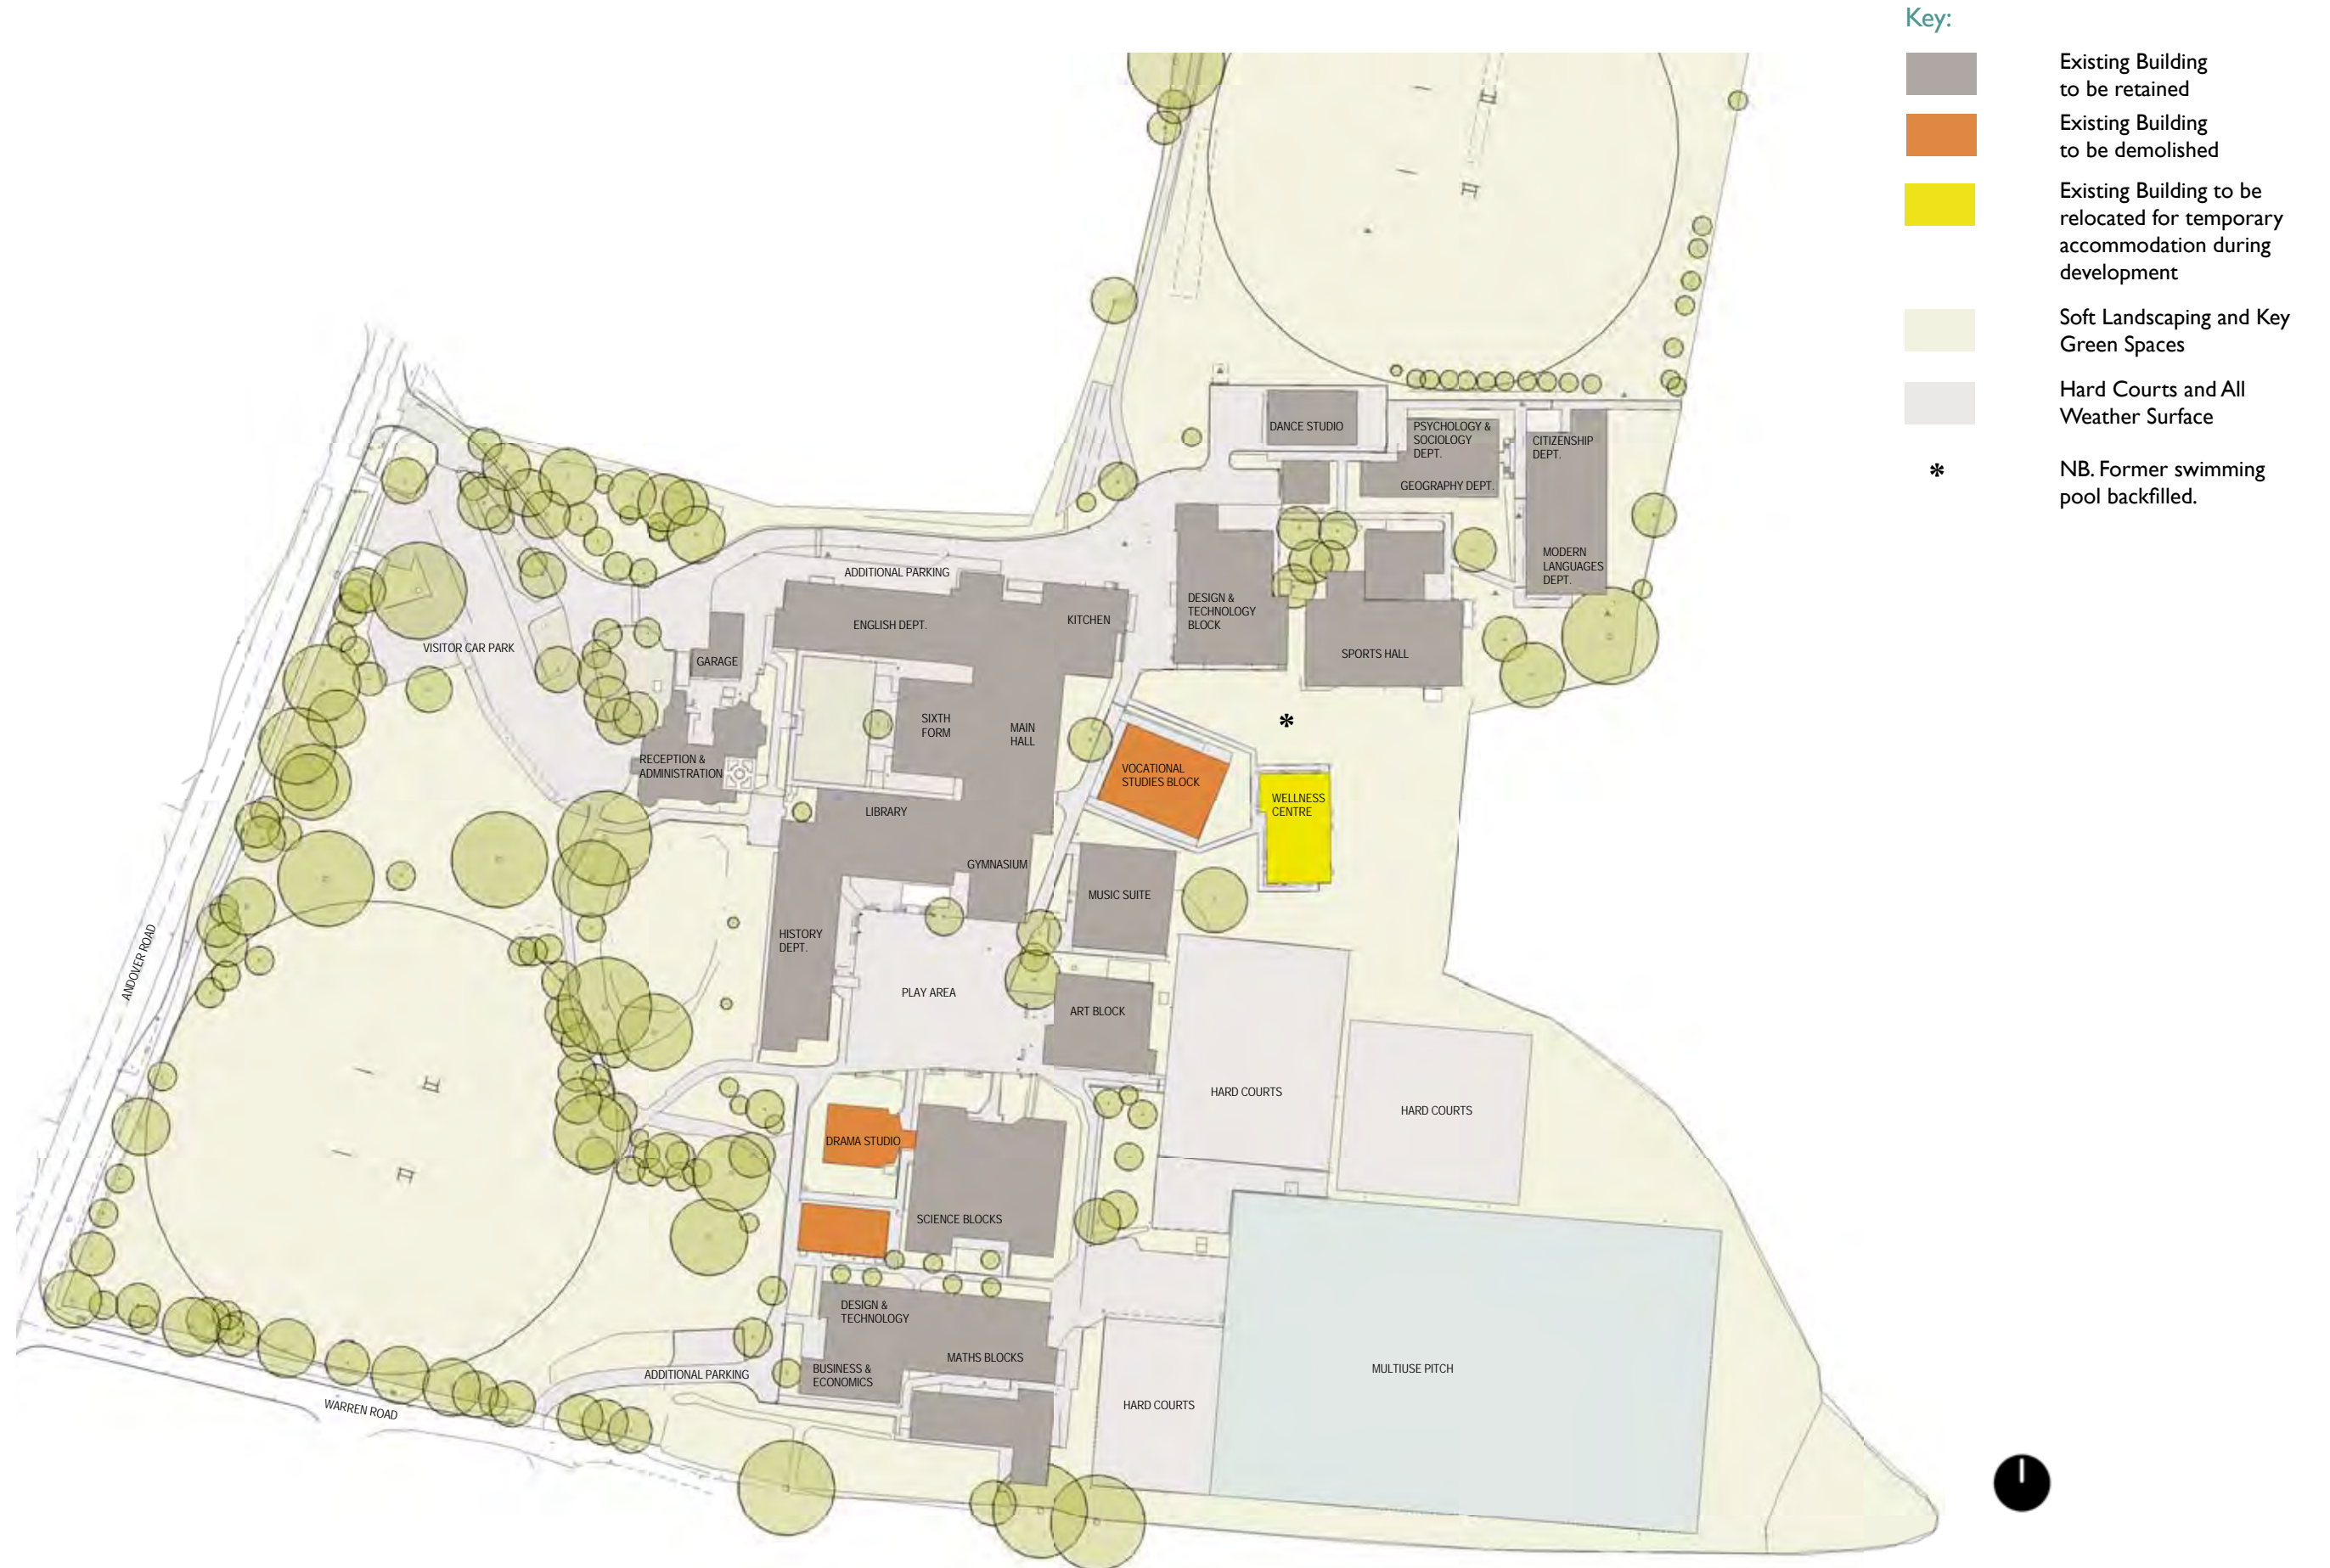 Key:
Existing Building
to be retained
Existing Building
to be demolished
Existing Building to be
relocated for temporary
accommodation during
development
Soft Landscaping and Key
Green Spaces
Hard Courts and All
Weather Surface
*
NB. Former swimming
pool backfilled.
DANCE STUDIO
PSYCHOLOGY &
SOCIOLOGY
DEPT.
GEOGRAPHY DEPT.
CITIZENSHIP
DEPT.
MODERN
LANGUAGES
DEPT.
ADDITIONAL PARKING
ENGLISH DEPT.
KITCHEN
DESIGN &
TECHNOLOGY
BLOCK
SPORTS HALL
VISITOR CAR PARK
GARAGE
SIXTH
FORM
MAIN
HALL
*
RECEPTION &
ADMINISTRATION
VOCATIONAL
STUDIES BLOCK
WELLNESS
CENTRE
LIBRARY
GYMNASIUM
MUSIC SUITE
HISTORY
DEPT.
ANDOVER ROAD
PLAY AREA
ART BLOCK
HARD COURTS
HARD COURTS
DRAMA STUDIO
SCIENCE BLOCKS
DESIGN &
TECHNOLOGY
MATHS BLOCKS
BUSINESS &
ECONOMICS
ADDITIONAL PARKING
MULTIUSE PITCH
HARD COURTS
WARREN ROAD